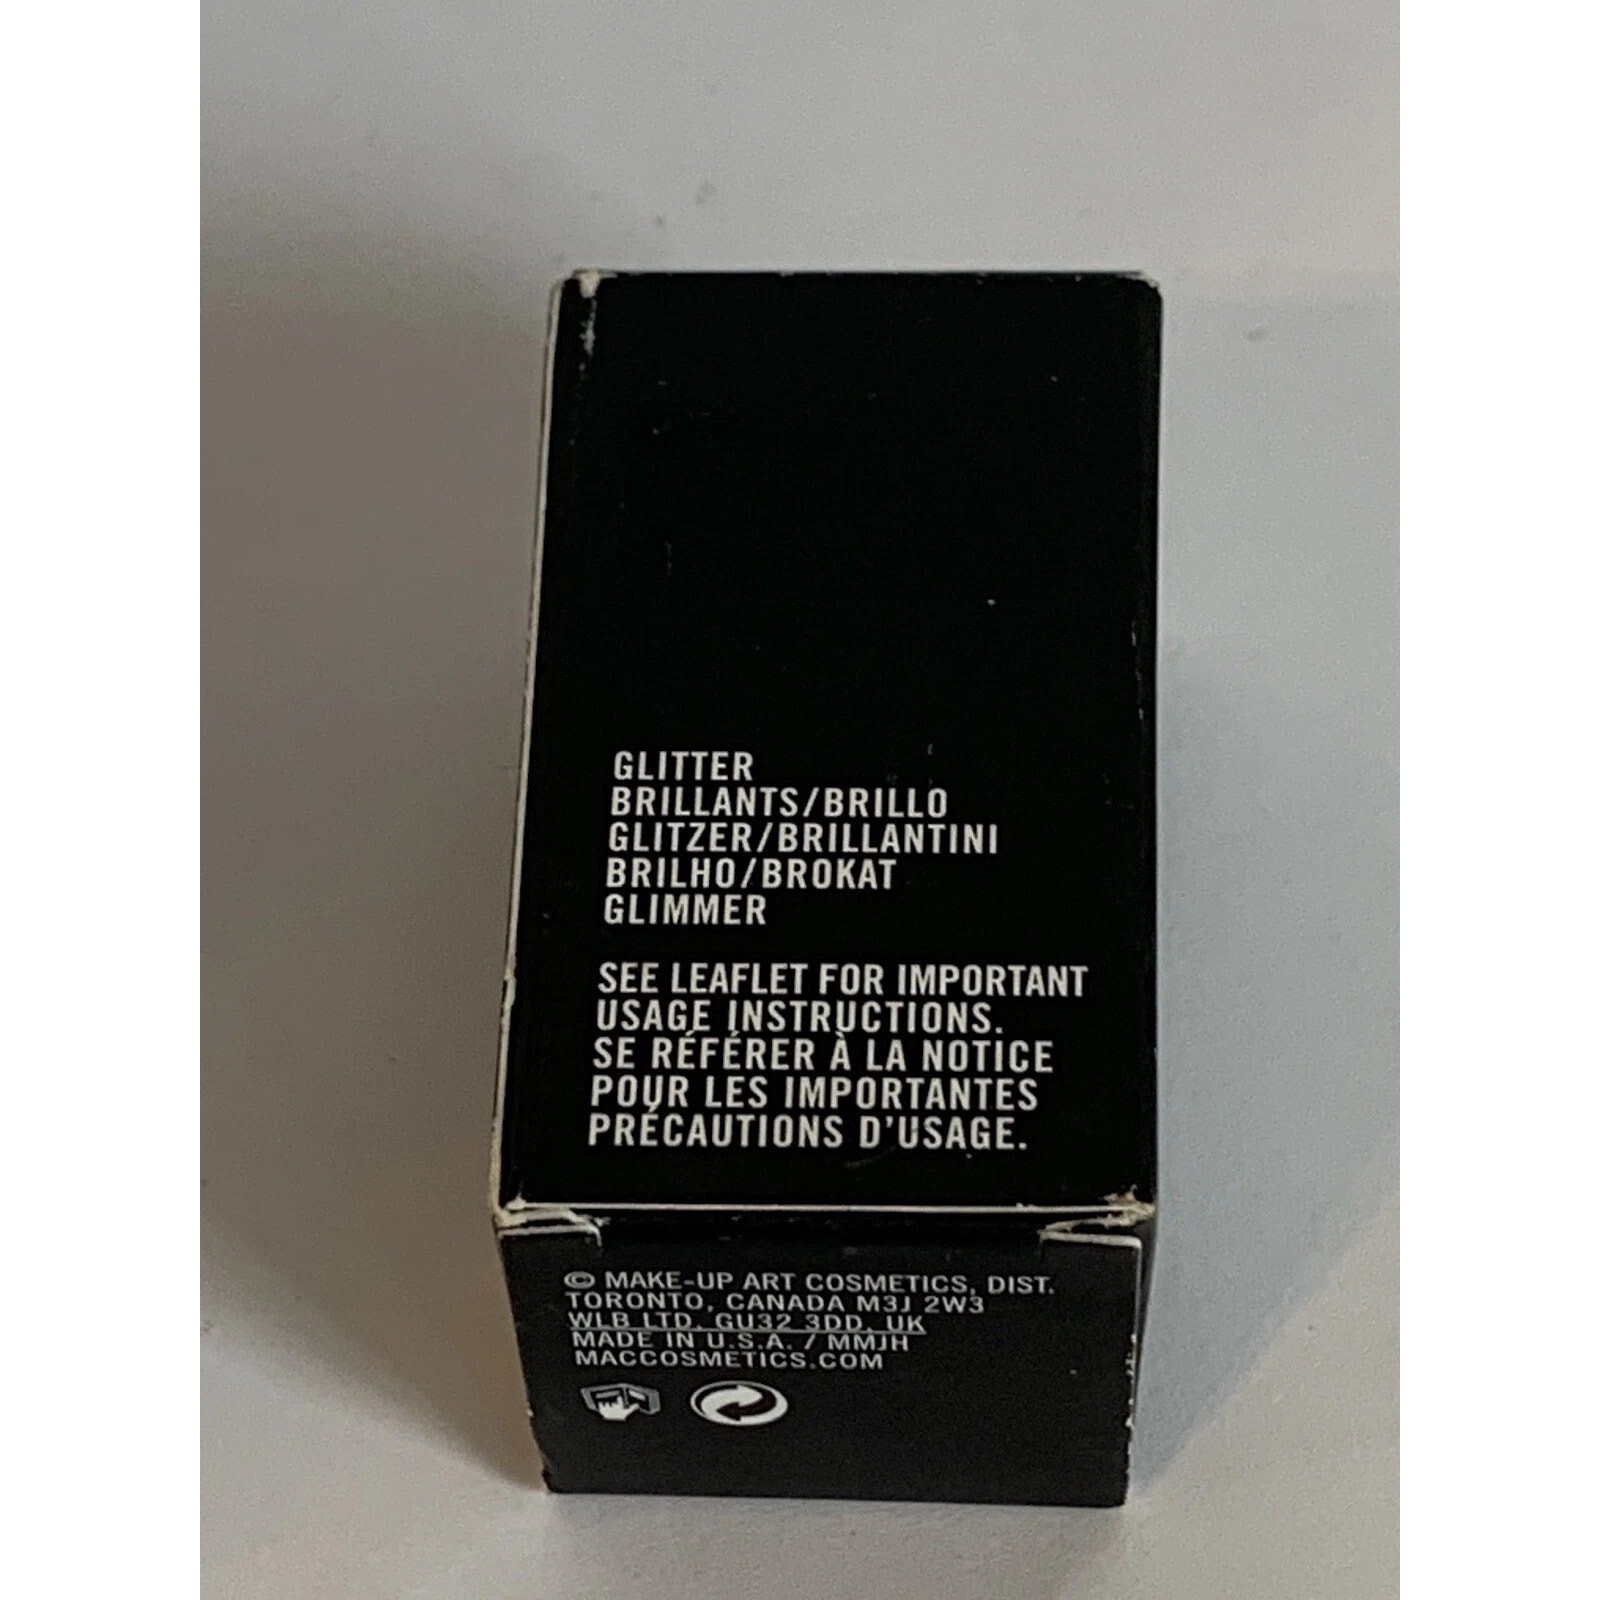 GLITTER
BRILLANTS/BRILLO
GLITZER/BRILLANTINI
BRILHO/BROKAT
GLIMMER
SEE LEAFLET FOR IMPORTANT
USAGE INSTRUCTIONS.
SE RÉFÉRER À LA NOTICE
POUR LES IMPORTANTES
PRÉCAUTIONS D'USAGE.
© MAKE-UP ART COSMETICS, DIST.
TORONTO, CANADA M3J 2W3
WLB LTD. GU32 3DD, UK
MADE IN U.S.A. / MMJH
MACCOSMETICS.COM